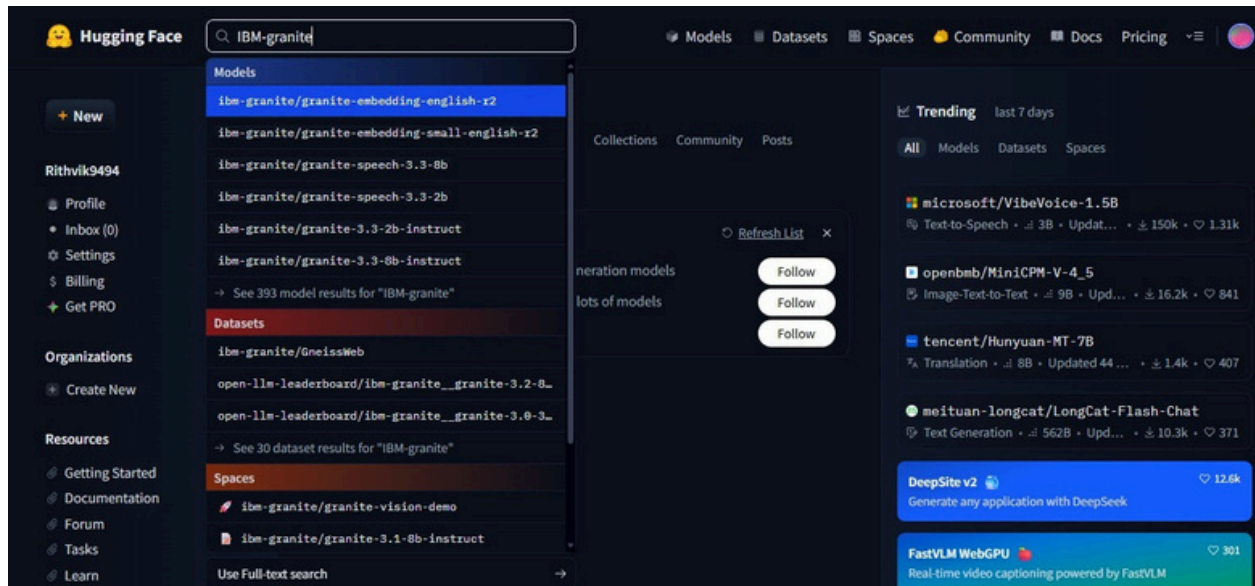 Hugging Face
IBM-granite
Models
Datasets
Spaces
Community
Docs
Pricing
+ New
Rithvik9494
Profile
Inbox (0)
Settings
$ Billing
Get PRO
Organizations
+ Create New
Resources
Getting Started
Documentation
Forum
Tasks
Learn
Models
ibm-granite/granite-embedding-english-r2
ibm-granite/granite-embedding-small-english-r2
ibm-granite/granite-speech-3.3-8b
ibm-granite/granite-speech-3.3-2b
ibm-granite/granite-3.3-2b-instruct
ibm-granite/granite-3.3-8b-instruct
→ See 393 model results for "IBM-granite"
Datasets
ibm-granite/GneissWeb
open-llm-leaderboard/ibm-granite__granite-3.2-8…
open-llm-leaderboard/ibm-granite__granite-3.0-3…
→ See 30 dataset results for "IBM-granite"
Spaces
ibm-granite/granite-vision-demo
ibm-granite/granite-3.1-8b-instruct
Use Full-text search →
Collections Community Posts
Refresh List ×
neration models Follow
lots of models Follow
Follow
Trending last 7 days
All Models Datasets Spaces
microsoft/VibeVoice-1.5B
Text-to-Speech • 3B • Updat... • 150k • 1.31k
openbmb/MiniCPM-V-4_5
Image-Text-to-Text • 9B • Upd... • 16.2k • 841
tencent/Hunyuan-MT-7B
Translation • 8B • Updated 44 ... • 1.4k • 407
meituan-longcat/LongCat-Flash-Chat
Text Generation • 562B • Upd... • 10.3k • 371
DeepSite v2 12.6k
Generate any application with DeepSeek
FastVLM WebGPU 301
Real-time video captioning powered by FastVLM